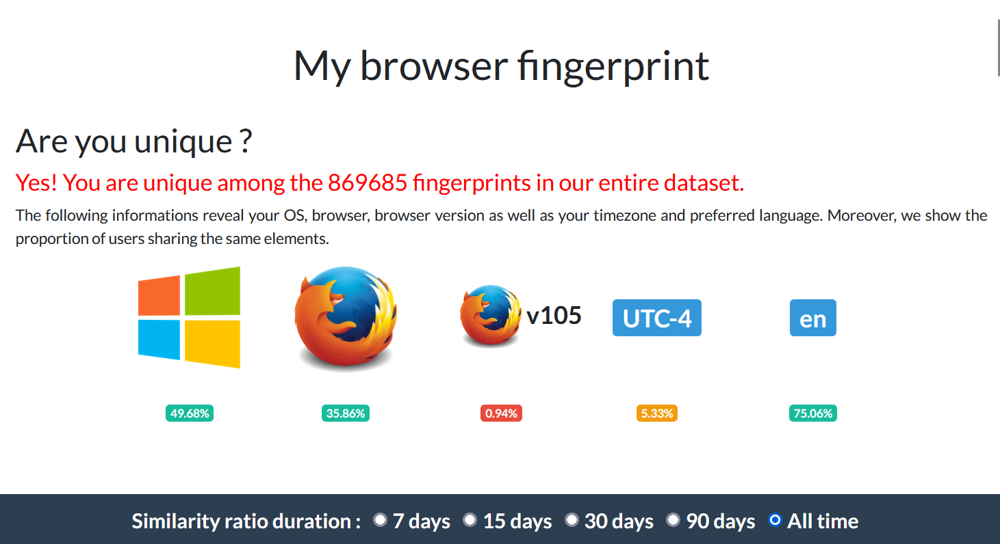 My browser fingerprint
Are you unique ?
Yes! You are unique among the 869685 fingerprints in our entire dataset.
The following informations reveal your OS, browser, browser version as well as your timezone and preferred language. Moreover, we show the
proportion of users sharing the same elements.
v105 UTC-4 en
49.68% 35.86% 0.94% 5.33% 75.06%
Similarity ratio duration : 7 days 15 days 30 days 90 days All time